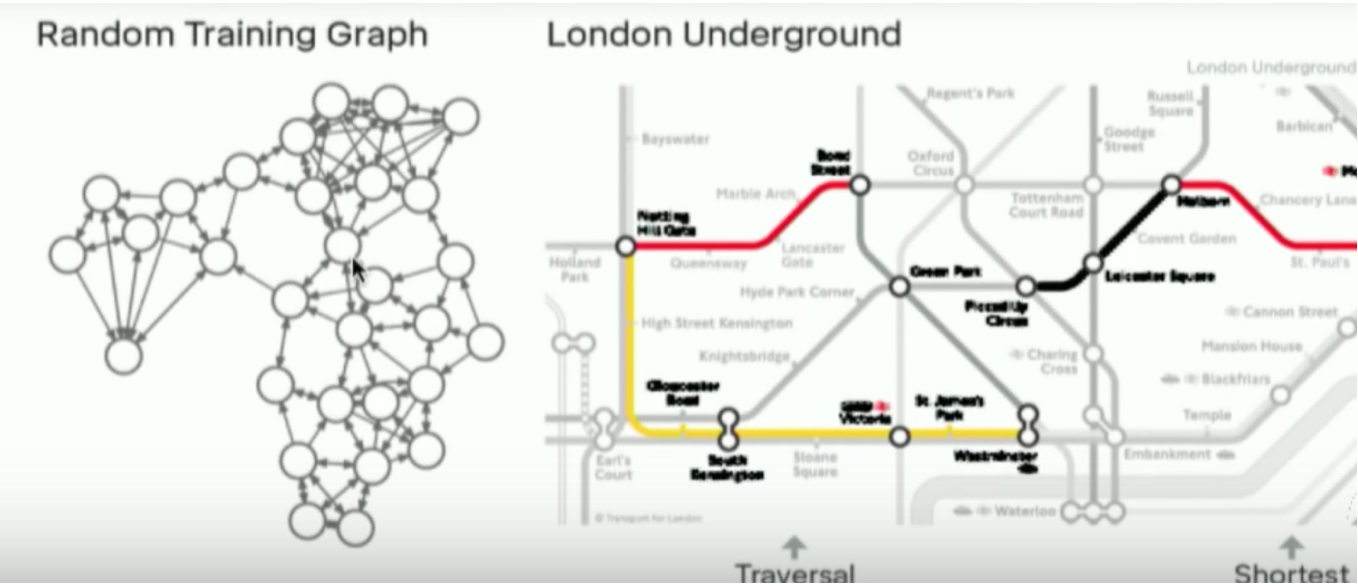 Random Training Graph
London Underground
London Underground
Regent's Park
Russell
Square
Barbican
Bayswater
Goodge
Street
Bond
Street
Oxford
Circus
Marble Arch
Tottenham
Court Road
Holborn
Chancery Lane
Notting
Hill Gate
Holland
Park
Queensway
Lancaster
Gate
Covent Garden
St. Paul's
Green Park
Leicester Square
Hyde Park Corner
Piccadilly
Circus
Cannon Street
High Street Kensington
Mansion House
Knightsbridge
Charing
Cross
Blackfriars
Gloucester
Road
Victoria
St. James's
Park
Temple
Earl's
Court
South
Kensington
Sloane
Square
Westminster
Embankment
© Transport for London
Waterloo
Traversal
Shortest